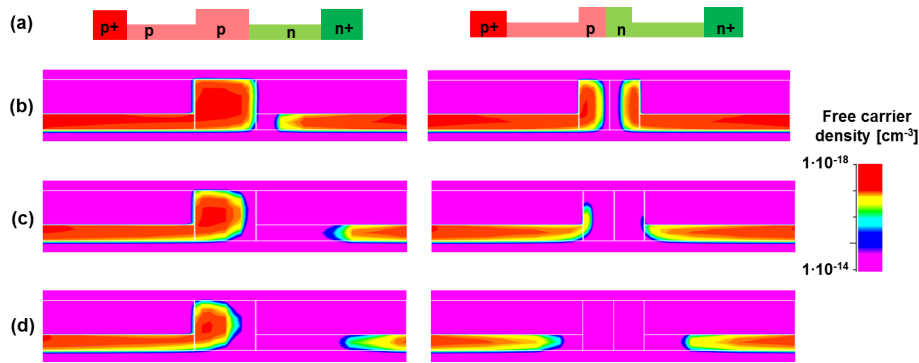 (a) p+ p p n n+ p+ p n n+
(b)
Free carrier
density [cm⁻³]
1·10⁻¹⁸
(c)
1·10⁻¹⁴
(d)